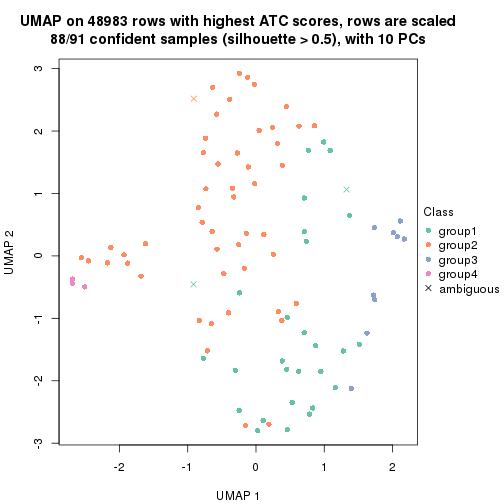 UMAP on 48983 rows with highest ATC scores, rows are scaled
88/91 confident samples (silhouette > 0.5), with 10 PCs
3
2
1
0
-1
-2
-3
UMAP 2
-2
-1
0
1
2
UMAP 1
Class
group1
group2
group3
group4
ambiguous